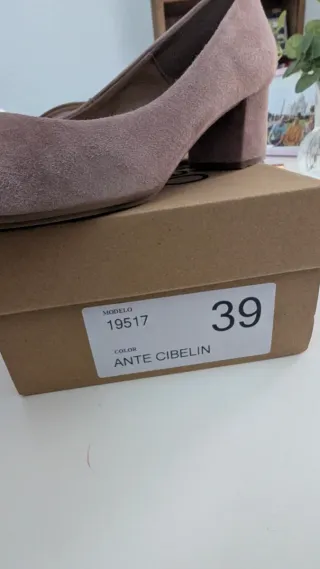 MODELO
19517
39
COLOR
ANTE CIBELIN